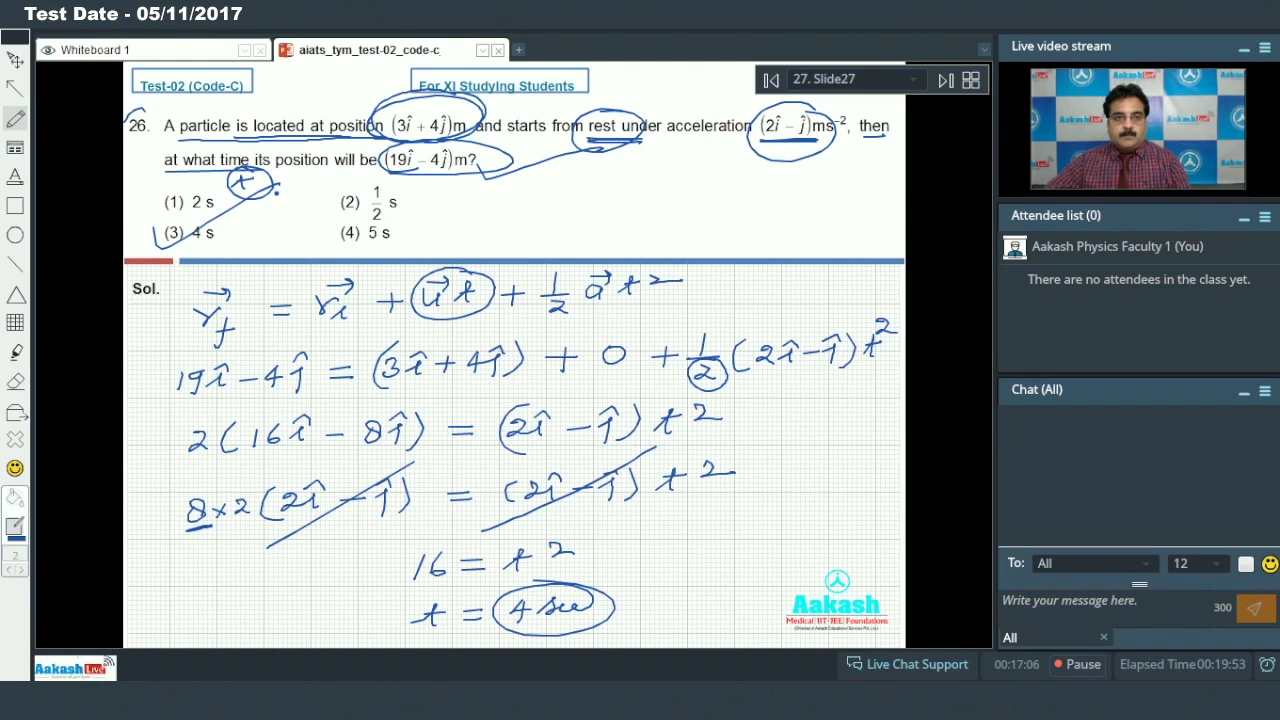 Test Date - 05/11/2017
Whiteboard 1
aiats_tym_test-02_code-c
Test-02 (Code-C)
For XI Studying Students
27. Slide27
26. A particle is located at position (3î + 4ĵ)m and starts from rest under acceleration (2î − ĵ)ms⁻², then
at what time its position will be (19î − 4ĵ)m?
t
(1) 2 s
(2) 1/2 s
(3) 4 s
(4) 5 s
Sol.
r⃗f = r⃗i + u⃗t + 1/2 a⃗t²
19î − 4ĵ = (3î + 4ĵ) + 0 + 1/2 (2î − ĵ)t²
2(16î − 8ĵ) = (2î − ĵ)t²
8×2(2î − ĵ) = (2î − ĵ)t²
16 = t²
t = 4 sec
Aakash
Medical | IIT-JEE | Foundations
Live video stream
Aakash
Attendee list (0)
Aakash Physics Faculty 1 (You)
There are no attendees in the class yet.
Chat (All)
To: All 12
Write your message here.
300
All
2
Aakash Live
Live Chat Support
00:17:06
Pause
Elapsed Time 00:19:53